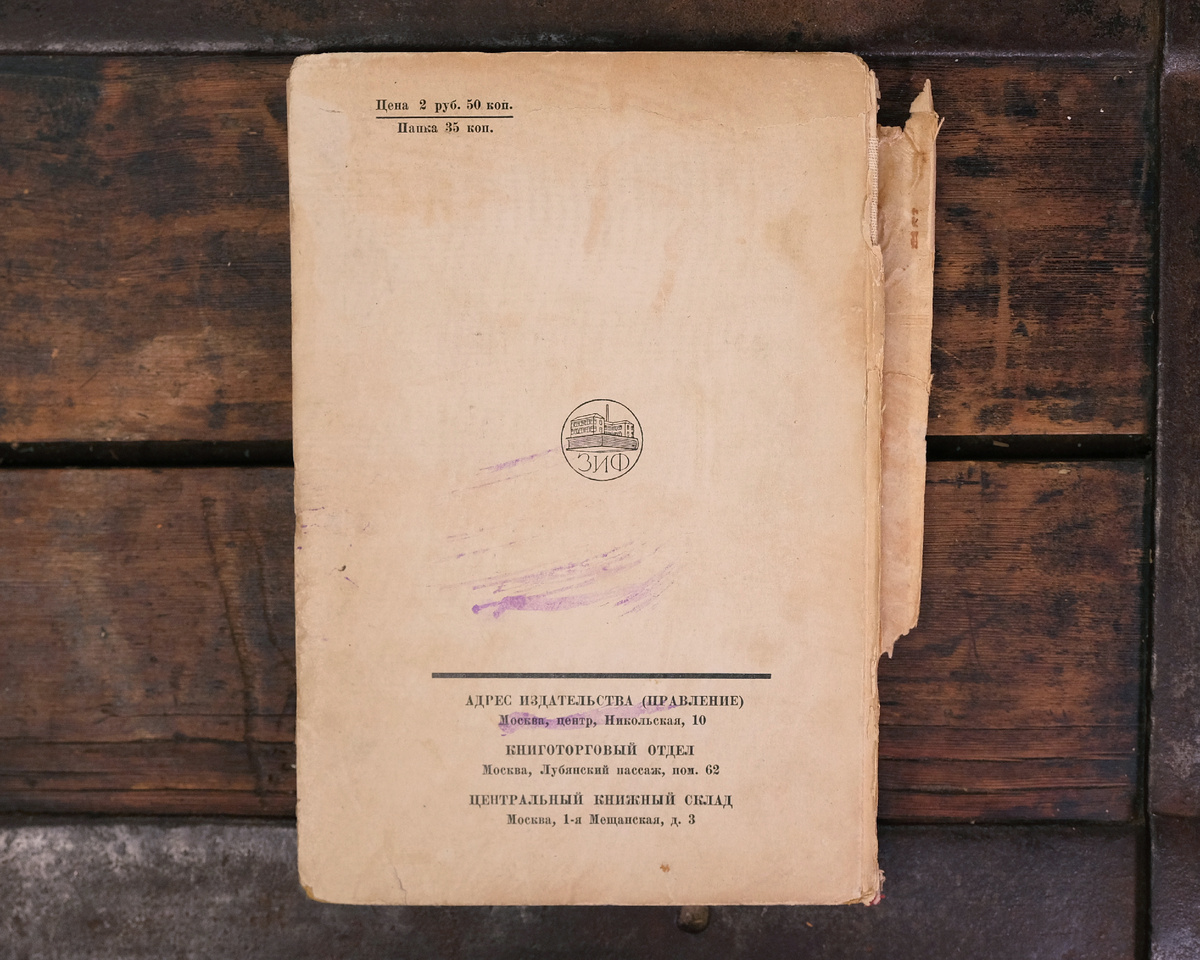 Цена 2 руб. 50 коп.
Папка 35 коп.
ЗИФ
АДРЕС ИЗДАТЕЛЬСТВА (ПРАВЛЕНИЕ)
Москва, центр, Никольская, 10
КНИГОТОРГОВЫЙ ОТДЕЛ
Москва, Лубянский пассаж, пом. 62
ЦЕНТРАЛЬНЫЙ КНИЖНЫЙ СКЛАД
Москва, 1-я Мещанская, д. 3